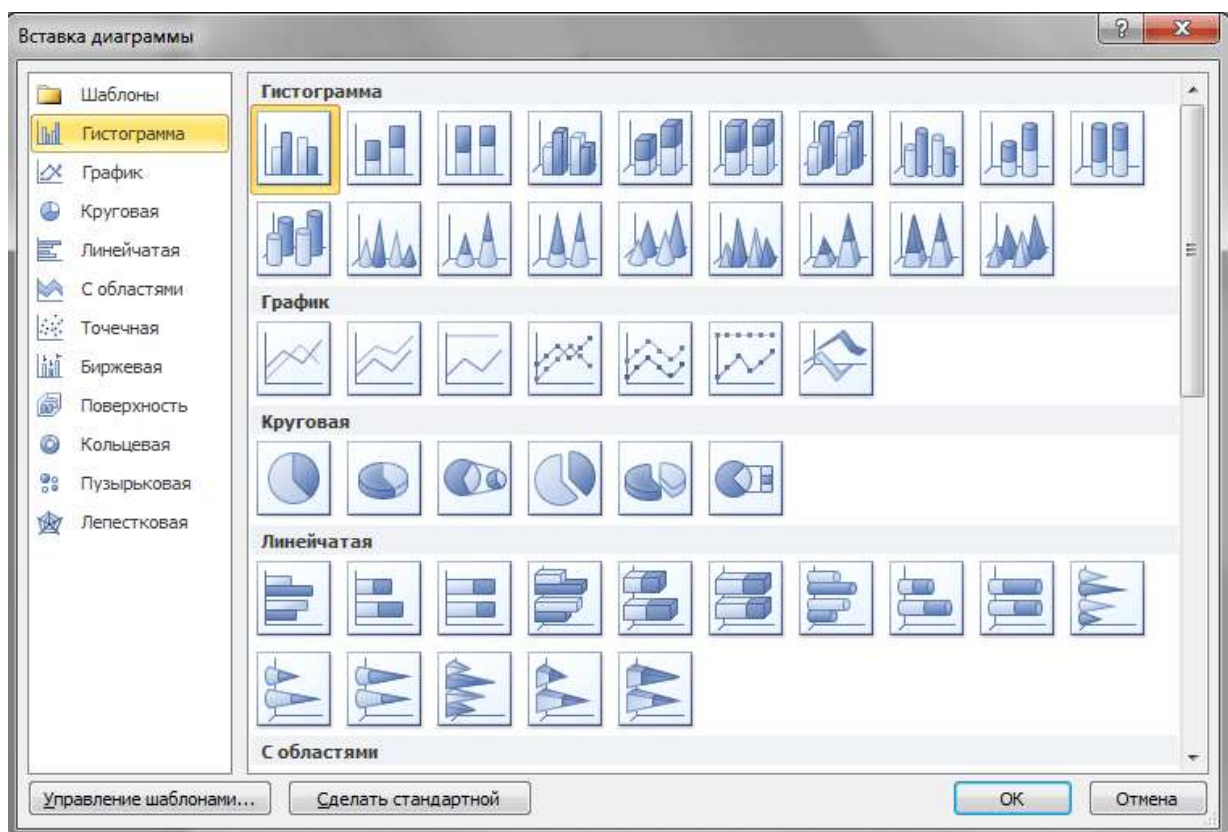 Вставка диаграммы
Шаблоны
Гистограмма
График
Круговая
Линейчатая
С областями
Точечная
Биржевая
Поверхность
Кольцевая
Пузырьковая
Лепестковая
Гистограмма
График
Круговая
Линейчатая
С областями
Управление шаблонами...
Сделать стандартной
ОК
Отмена